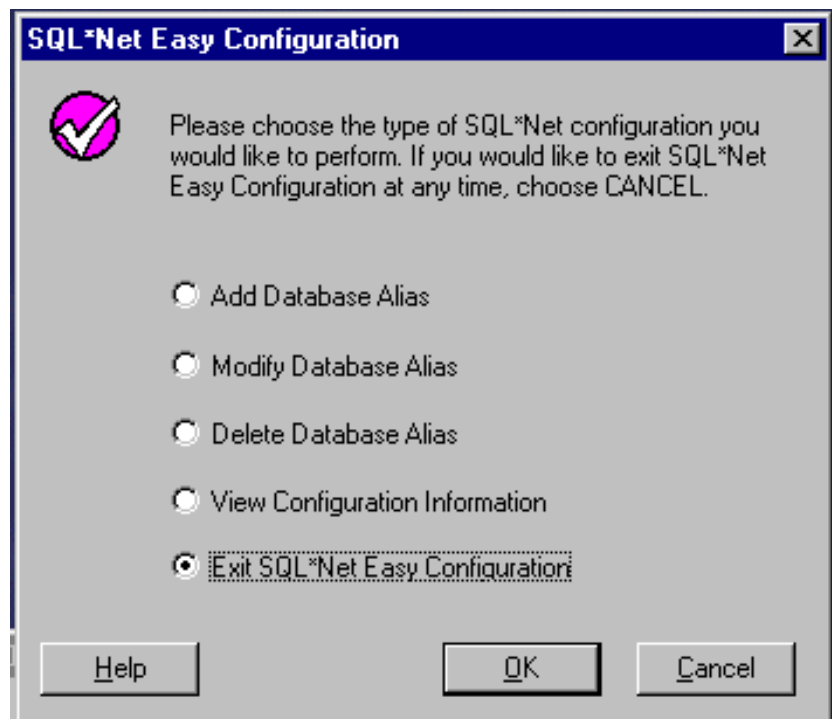 SQL*Net Easy Configuration
Please choose the type of SQL*Net configuration you
would like to perform. If you would like to exit SQL*Net
Easy Configuration at any time, choose CANCEL.
Add Database Alias
Modify Database Alias
Delete Database Alias
View Configuration Information
Exit SQL*Net Easy Configuration
Help OK Cancel